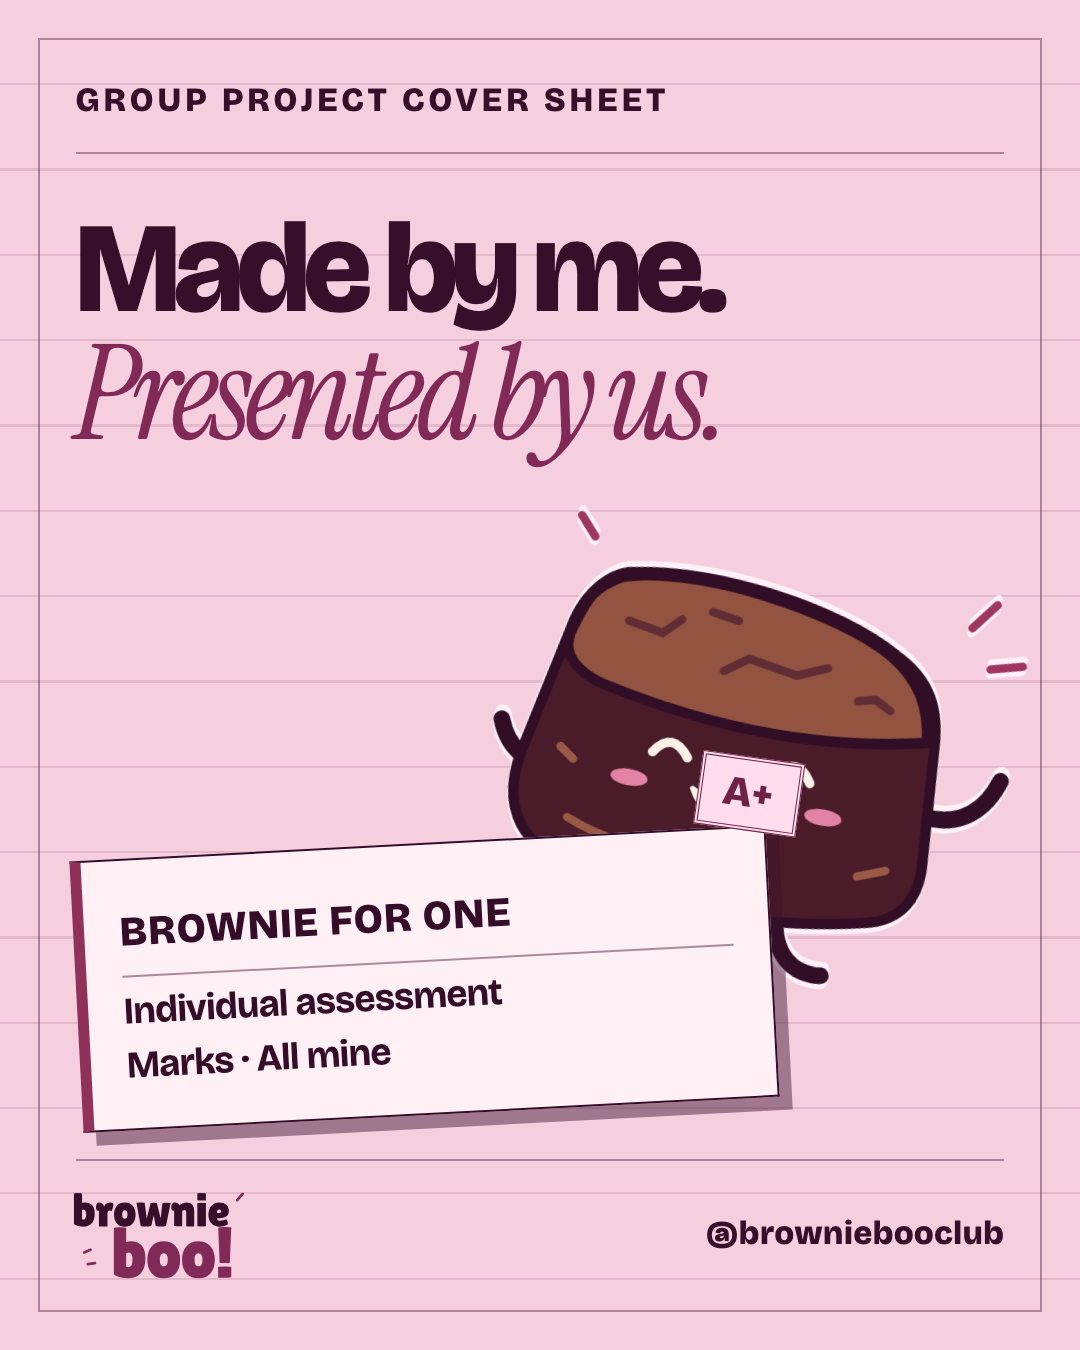 GROUP PROJECT COVER SHEET
Made by me.
Presented by us.
A+
BROWNIE FOR ONE
Individual assessment
Marks · All mine
brownie
boo!
@browniebooclub